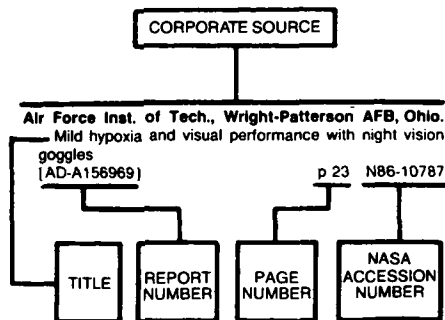 CORPORATE SOURCE
Air Force Inst. of Tech., Wright-Patterson AFB, Ohio.
Mild hypoxia and visual performance with night vision
goggles
[AD-A156969] p 23 N86-10787
TITLE
REPORT
NUMBER
PAGE
NUMBER
NASA
ACCESSION
NUMBER